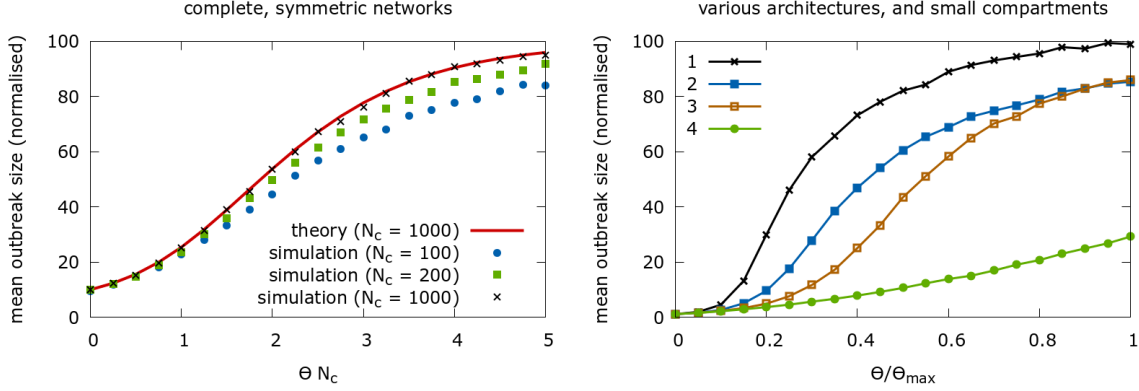 complete, symmetric networks
mean outbreak size (normalised)
100
80
60
40
20
0
theory (N_c = 1000)
simulation (N_c = 100)
simulation (N_c = 200)
simulation (N_c = 1000)
0 1 2 3 4 5
Θ N_c
various architectures, and small compartments
mean outbreak size (normalised)
100
80
60
40
20
0
1
2
3
4
0 0.2 0.4 0.6 0.8 1
Θ/Θ_max